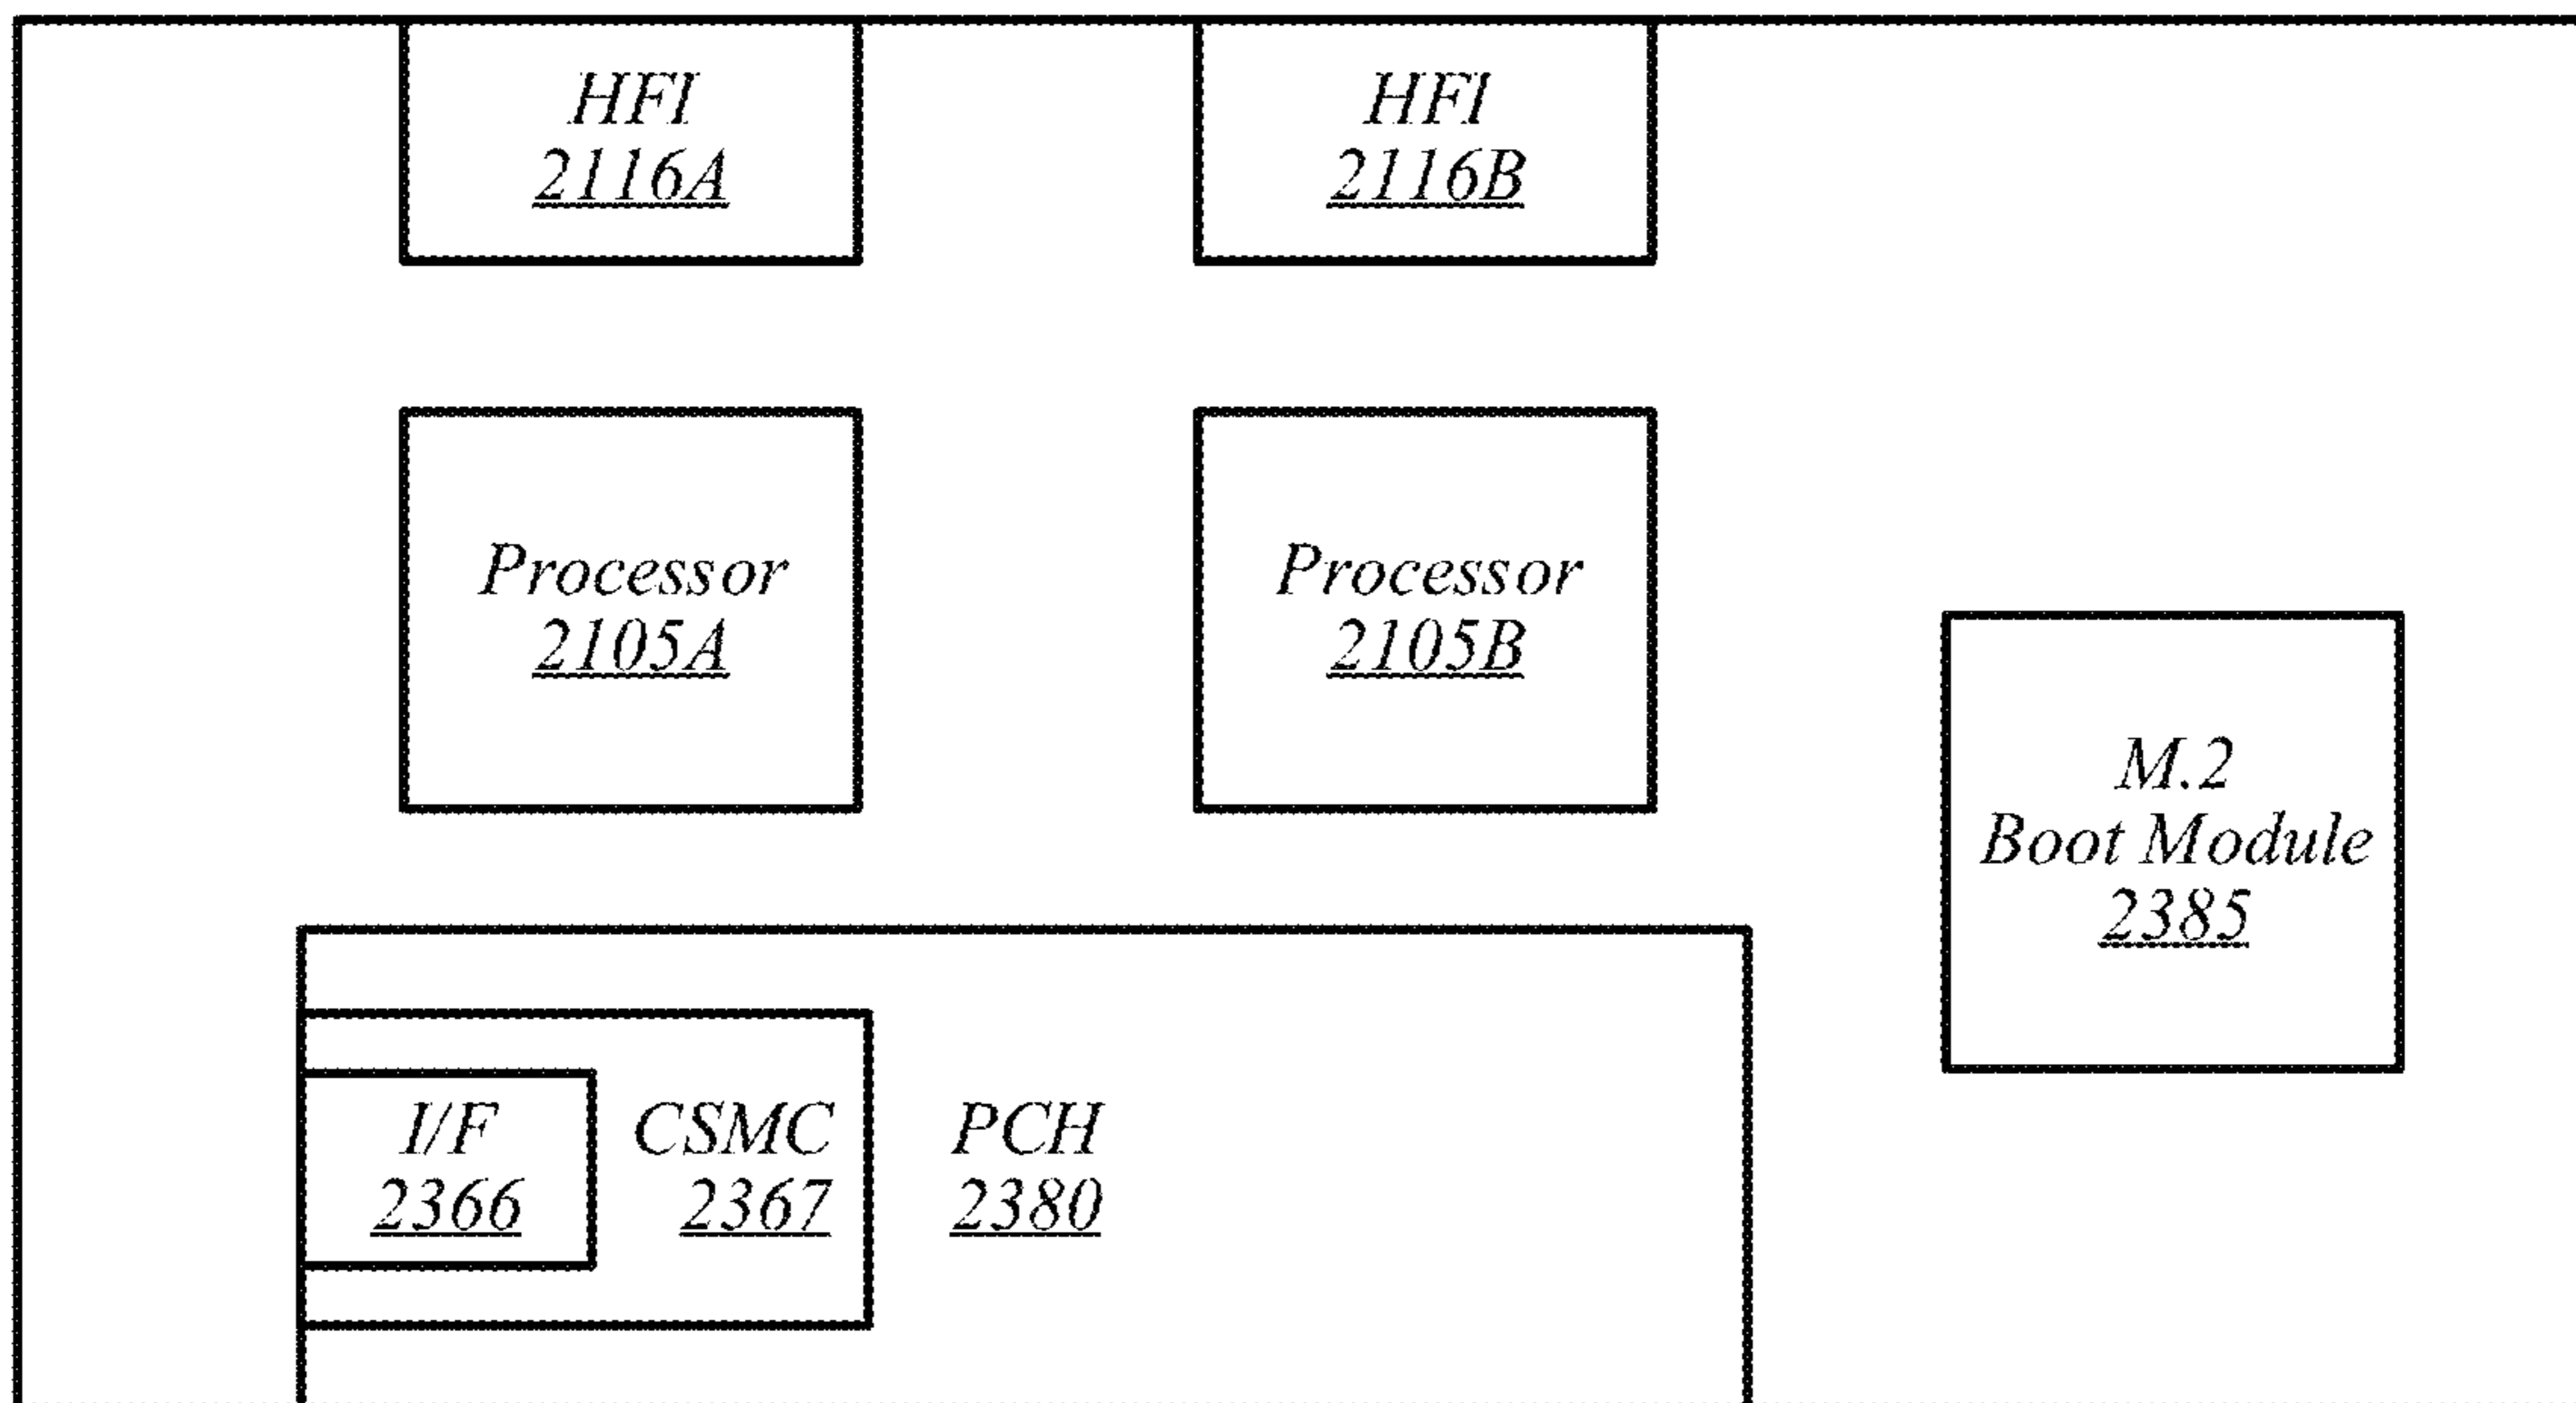 HFI
2116A
HFI
2116B
Processor
2105A
Processor
2105B
M.2
Boot Module
2385
I/F
2366
CSMC
2367
PCH
2380